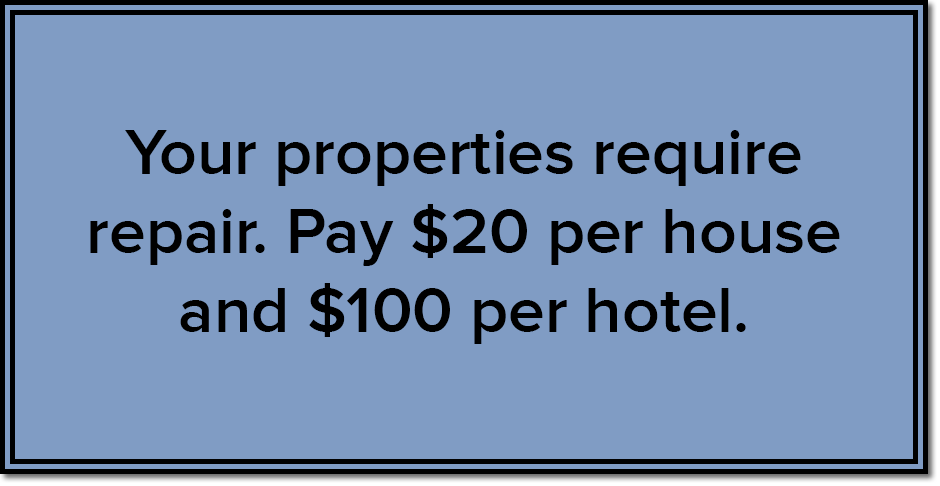 Your properties require
repair. Pay $20 per house
and $100 per hotel.